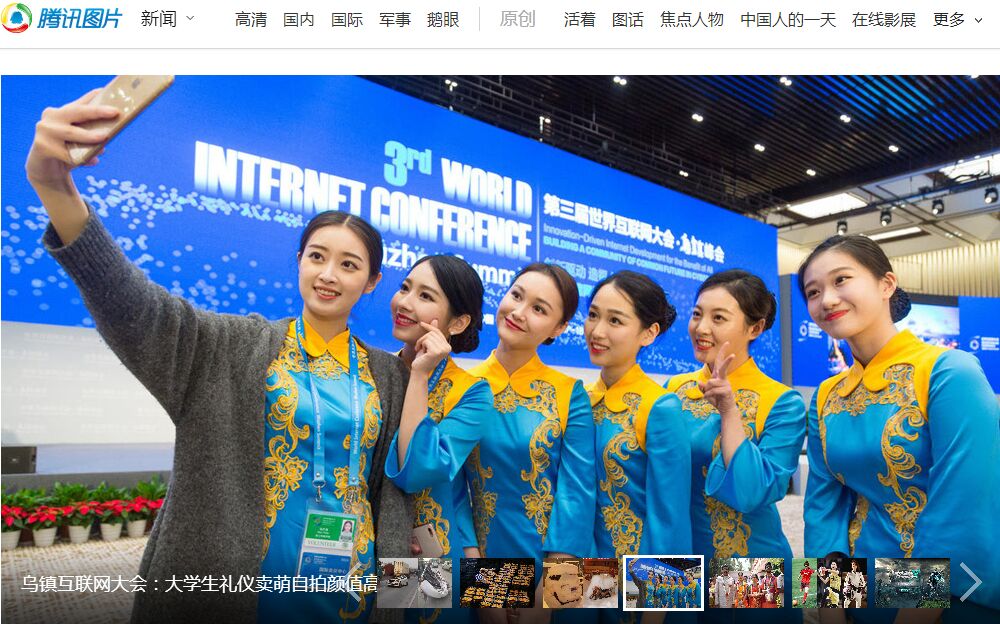 腾讯图片 新闻 高清 国内 国际 军事 鹅眼 原创 活着 图话 焦点人物 中国人的一天 在线影展 更多
3rd WORLD
INTERNET CONFERENCE
第三届世界互联网大会·乌镇峰会
Innovation-Driven Internet Development for the Benefit of All
BUILDING A COMMUNITY OF COMMON FUTURE IN
VOLUNTEER
乌镇互联网大会：大学生礼仪卖萌自拍颜值高